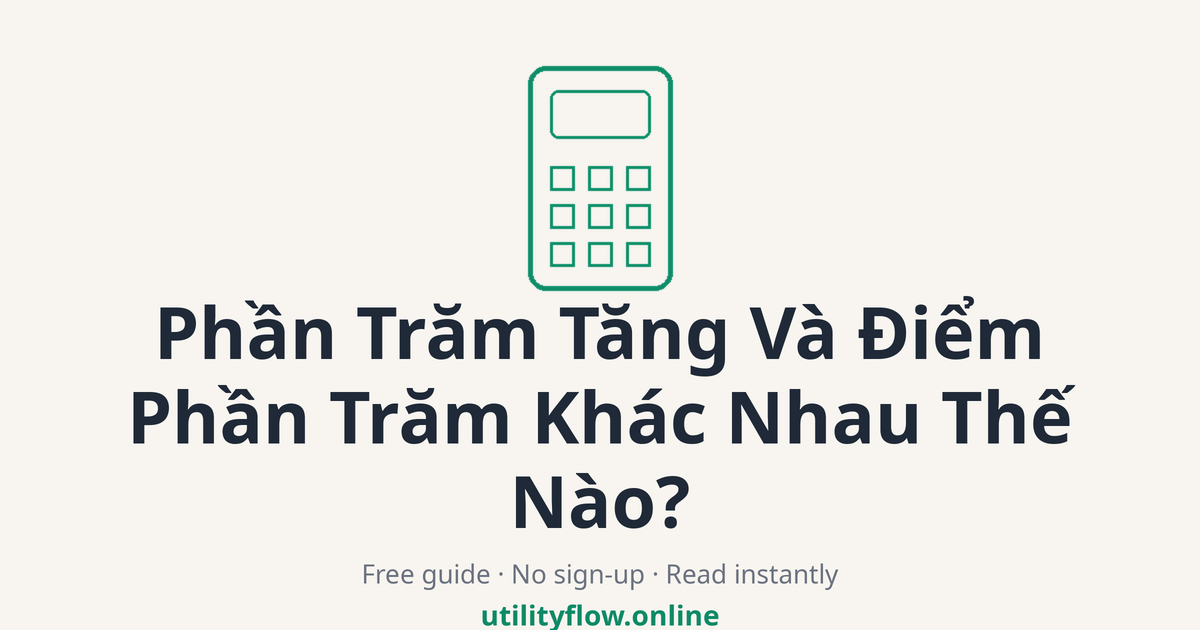 Phần Trăm Tăng Và Điểm
Phần Trăm Khác Nhau Thế
Nào?
Free guide · No sign-up · Read instantly
utilityflow.online